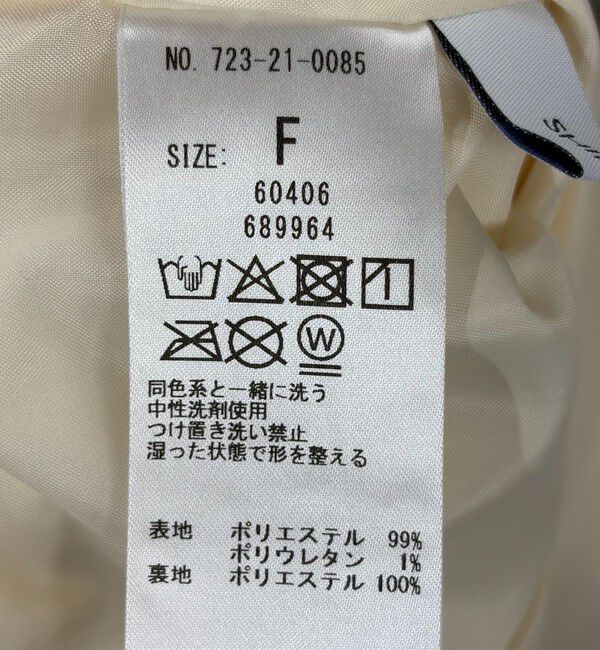 NO. 723-21-0085
SIZE: F
60406
689964
W
同色系と一緒に洗う
中性洗剤使用
つけ置き洗い禁止
湿った状態で形を整える
表地 ポリエステル 99%
ポリウレタン 1%
裏地 ポリエステル 100%